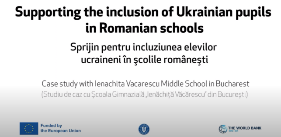 Supporting the inclusion of Ukrainian pupils
in Romanian schools
Sprijin pentru incluziunea elevilor
ucraineni în școlile românești
Case study with Ienachita Vacarescu Middle School in Bucharest
(Studiu de caz cu Școala Gimnazială „Ienăchiță Văcărescu” din București)
Funded by
the European Union
THE WORLD BANK